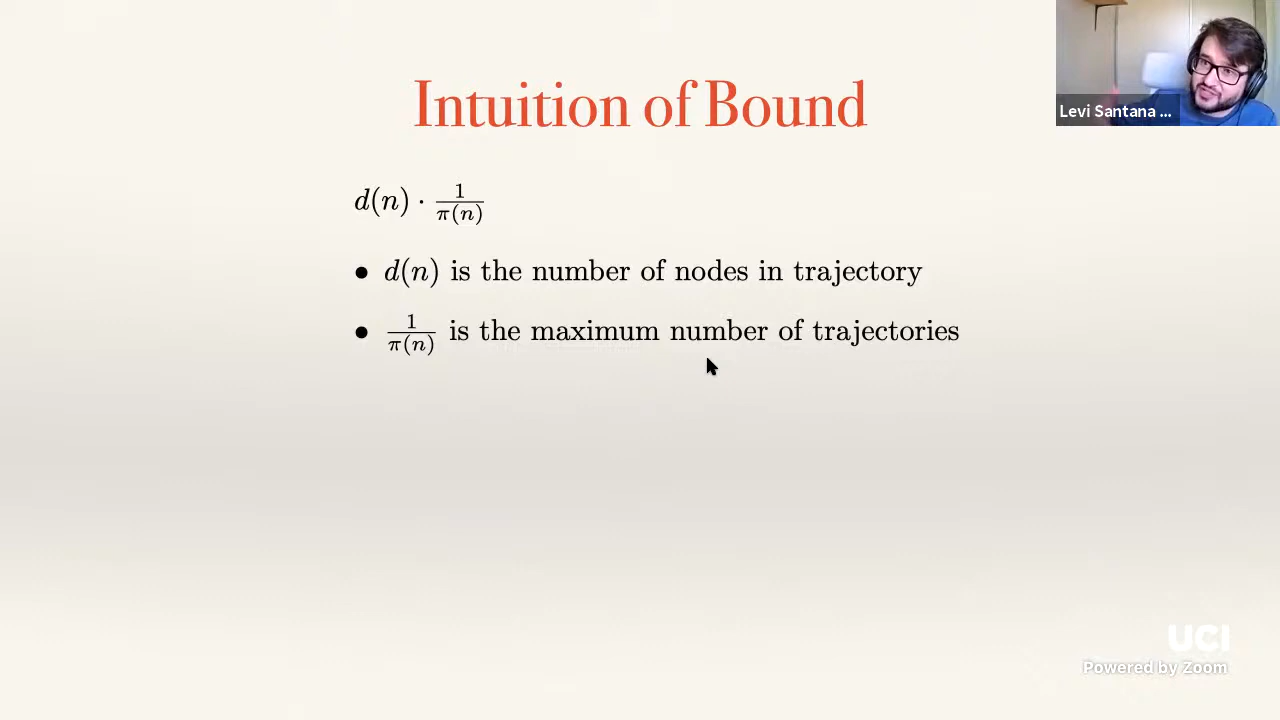 Intuition of Bound
Levi Santana ...
d(n) · 1/π(n)
• d(n) is the number of nodes in trajectory
• 1/π(n) is the maximum number of trajectories
UCI
Powered by Zoom